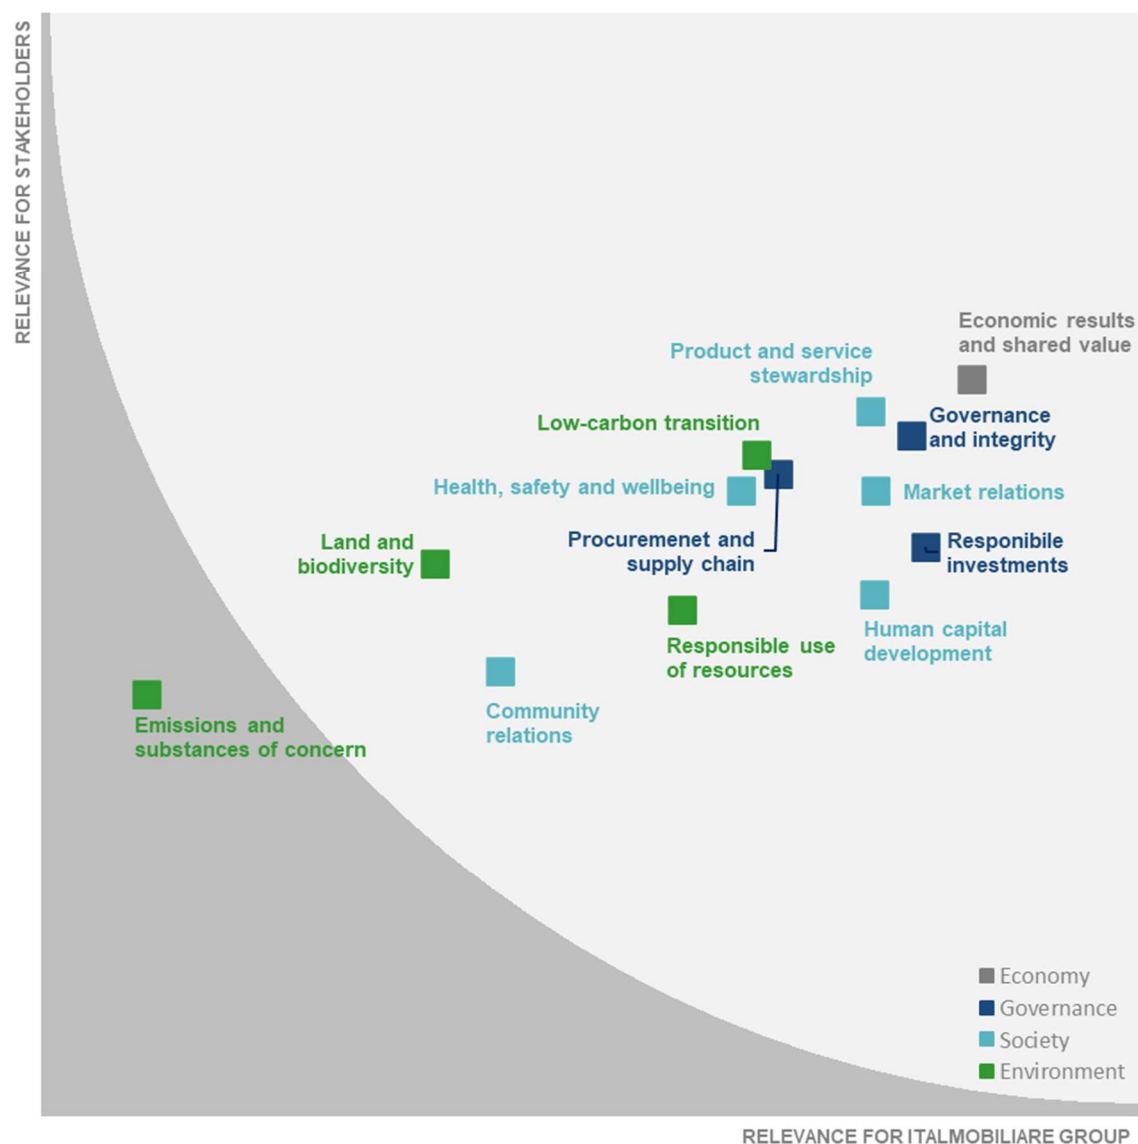 RELEVANCE FOR STAKEHOLDERS
Economic results
and shared value
Product and service
stewardship
Governance
and integrity
Low-carbon transition
Health, safety and wellbeing
Market relations
Land and
biodiversity
Procuremenet and
supply chain
Responibile
investments
Human capital
development
Responsible use
of resources
Community
relations
Emissions and
substances of concern
Economy
Governance
Society
Environment
RELEVANCE FOR ITALMOBILIARE GROUP